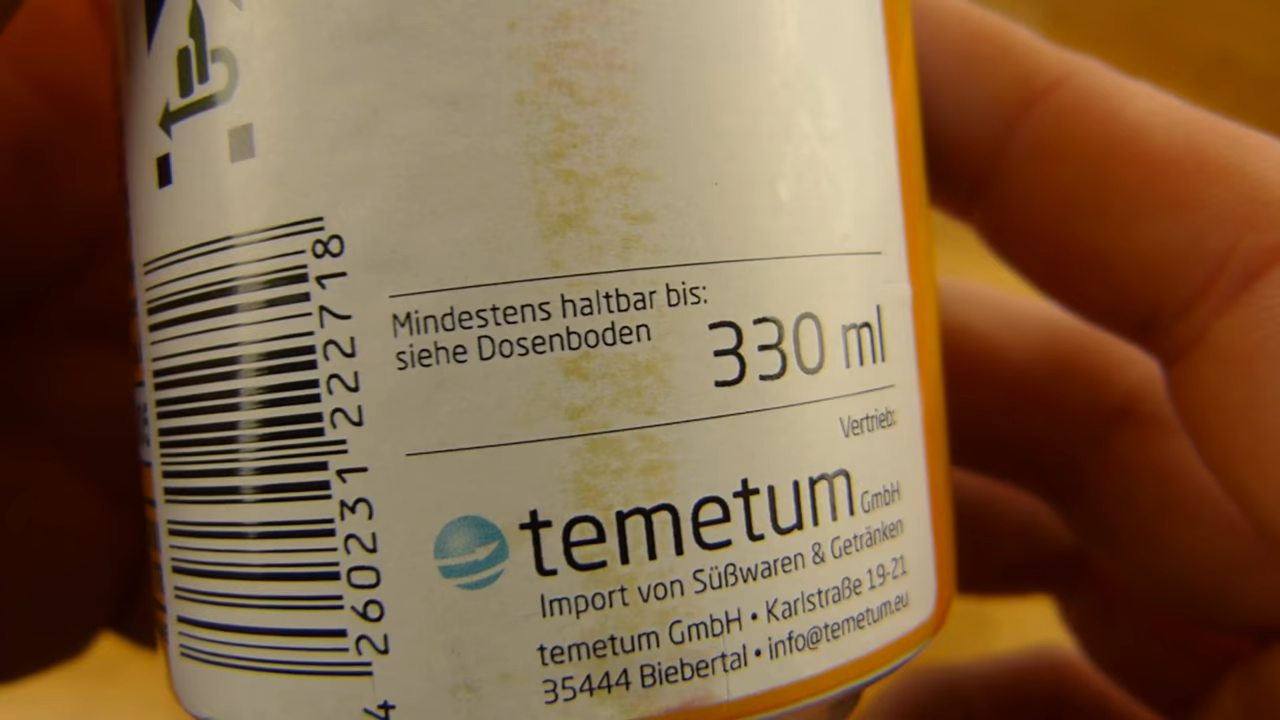 4 260231 222718
Mindestens haltbar bis:
siehe Dosenboden
330 ml
Vertrieb:
temetum GmbH
Import von Süßwaren & Getränken
temetum GmbH • Karlstraße 19-21
35444 Biebertal • info@temetum.eu